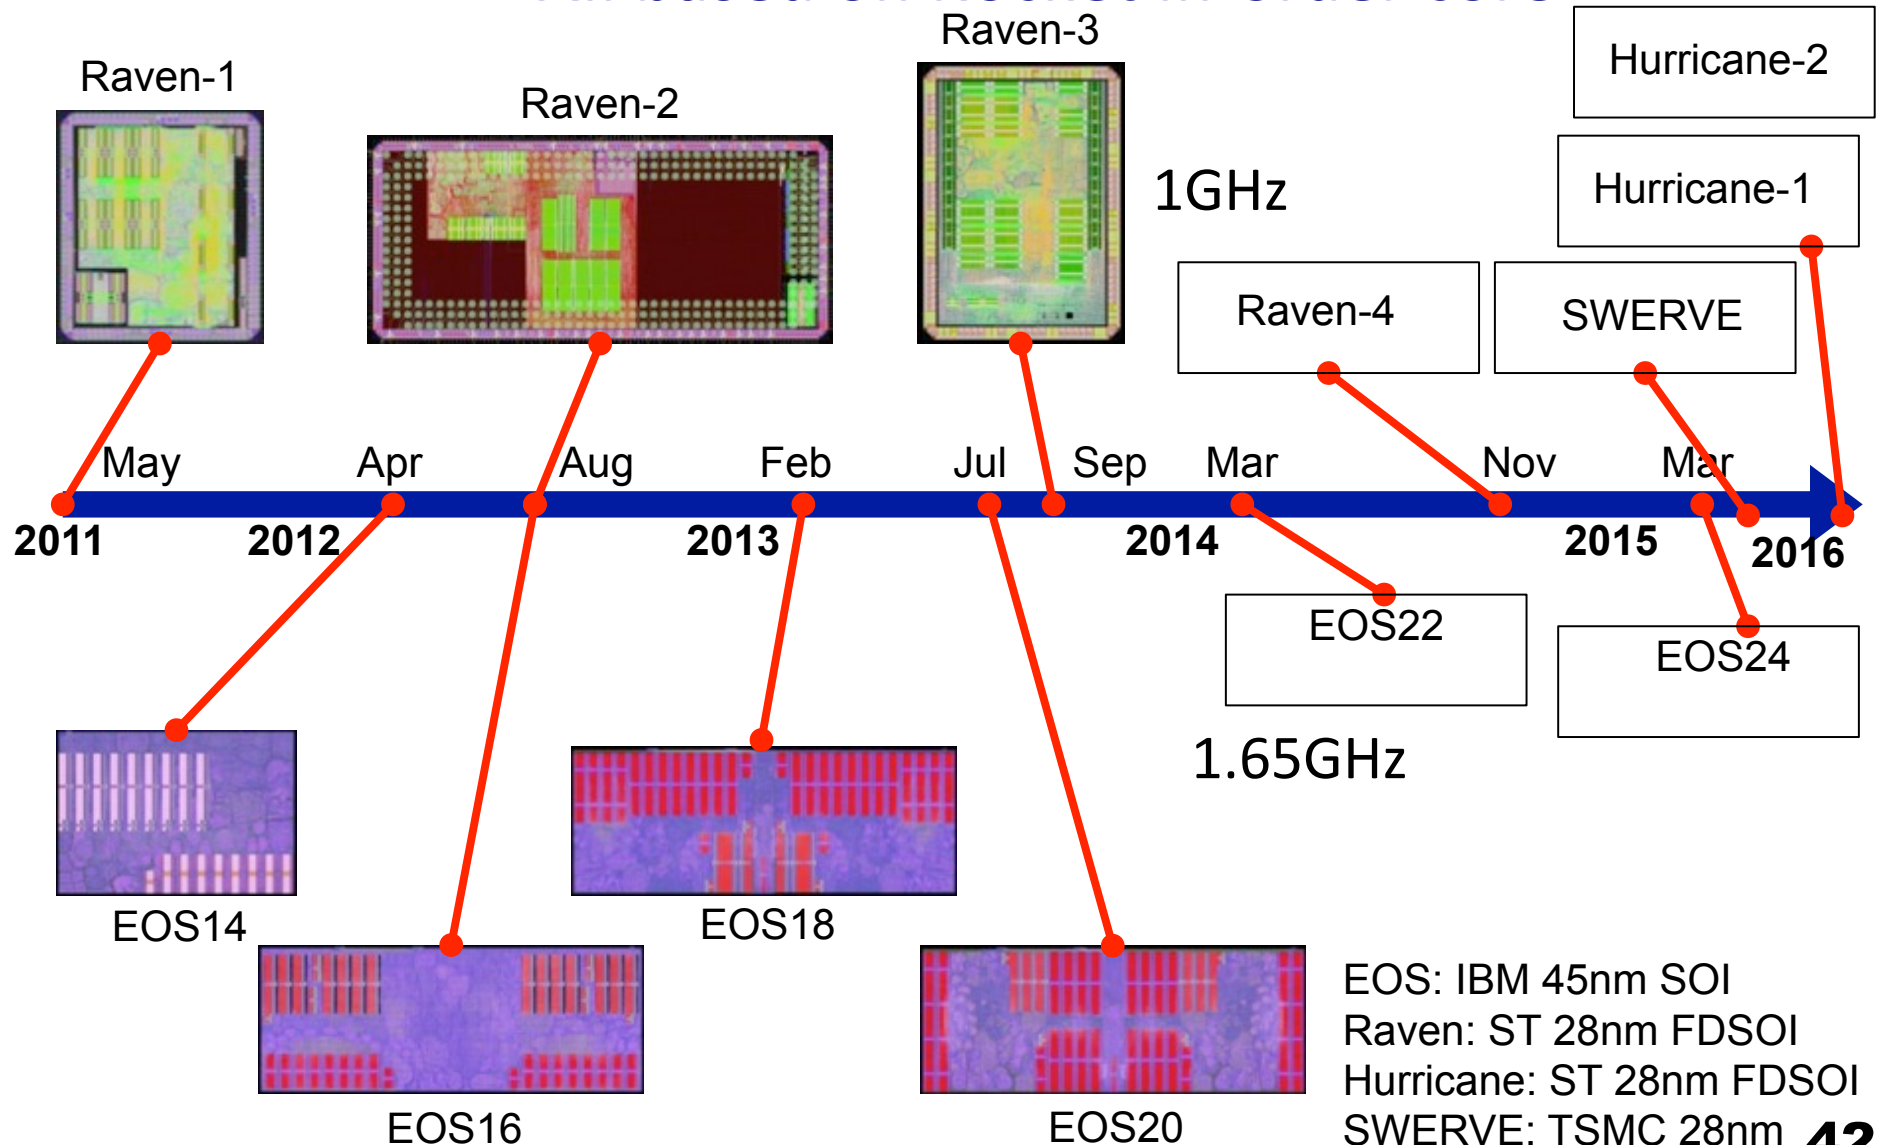 Raven-3
Hurricane-2
Raven-1
Raven-2
1GHz
Hurricane-1
Raven-4
SWERVE
May
Apr
Aug
Feb
Jul
Sep
Mar
Nov
Mar
2011
2012
2013
2014
2015
2016
EOS22
EOS24
1.65GHz
EOS14
EOS18
EOS16
EOS20
EOS: IBM 45nm SOI
Raven: ST 28nm FDSOI
Hurricane: ST 28nm FDSOI
SWERVE: TSMC 28nm
42